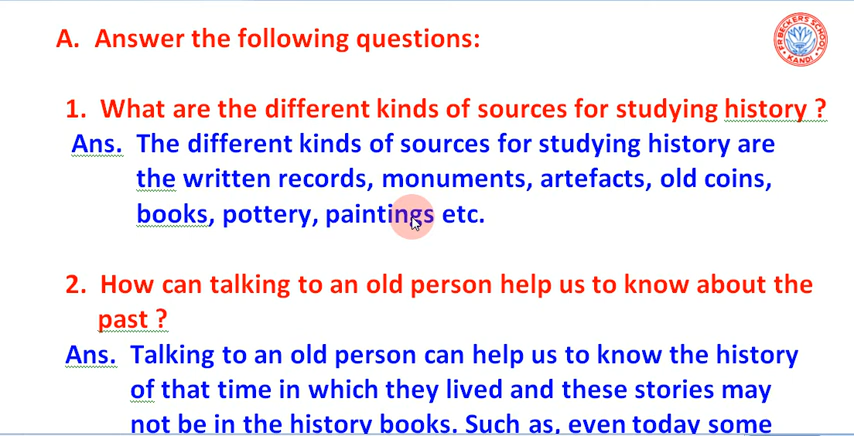 A. Answer the following questions:
FR BECKERS SCHOOL
KANDI
1. What are the different kinds of sources for studying history ?
Ans. The different kinds of sources for studying history are
the written records, monuments, artefacts, old coins,
books, pottery, paintings etc.
2. How can talking to an old person help us to know about the
past ?
Ans. Talking to an old person can help us to know the history
of that time in which they lived and these stories may
not be in the history books. Such as, even today some